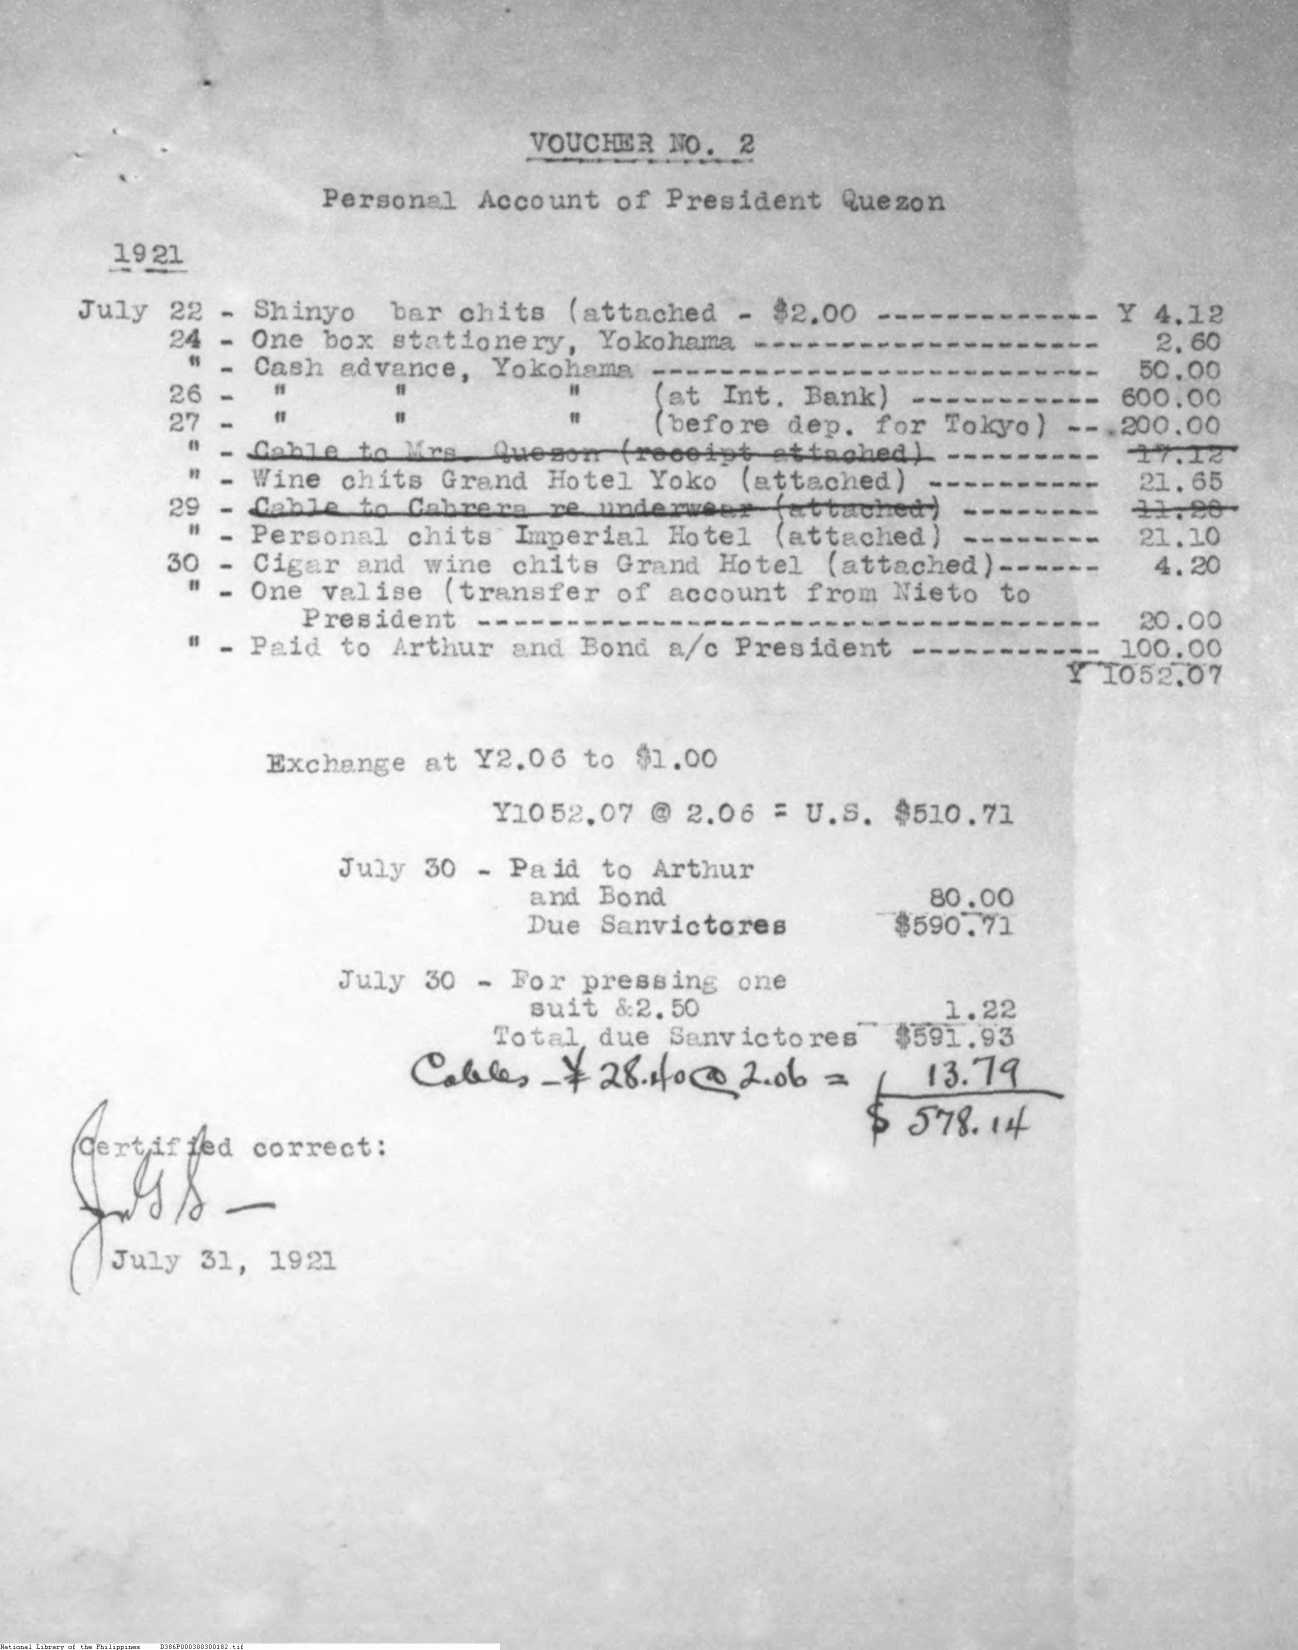 VOUCHER NO. 2
Personal Account of President Quezon
1921
July 22 - Shinyo bar chits (attached - $2.00 ------------- Y 4.12
24 - One box stationery, Yokohama -------------------- 2.60
" - Cash advance, Yokohama -------------------------- 50.00
26 - " " " (at Int. Bank) ----------- 600.00
27 - " " " (before dep. for Tokyo) -- 200.00
" - Cable to Mrs. Quezon (receipt attached) --------- 17.12
" - Wine chits Grand Hotel Yoko (attached) ---------- 21.65
29 - Cable to Cabrera re underwear (attached) -------- 11.28
" - Personal chits Imperial Hotel (attached) -------- 21.10
30 - Cigar and wine chits Grand Hotel (attached)------ 4.20
" - One valise (transfer of account from Nieto to
President ------------------------------------ 20.00
" - Paid to Arthur and Bond a/c President ----------- 100.00
Y 1052.07
Exchange at Y2.06 to $1.00
Y1052.07 @ 2.06 = U.S. $510.71
July 30 - Paid to Arthur
and Bond 80.00
Due Sanvictores $590.71
July 30 - For pressing one
suit &2.50 1.22
Total due Sanvictores $591.93
Cables - ¥ 28.40 @ 2.06 = 13.79
$ 578.14
Certified correct:
July 31, 1921
National Library of the Philippines D386P000300300182.tif